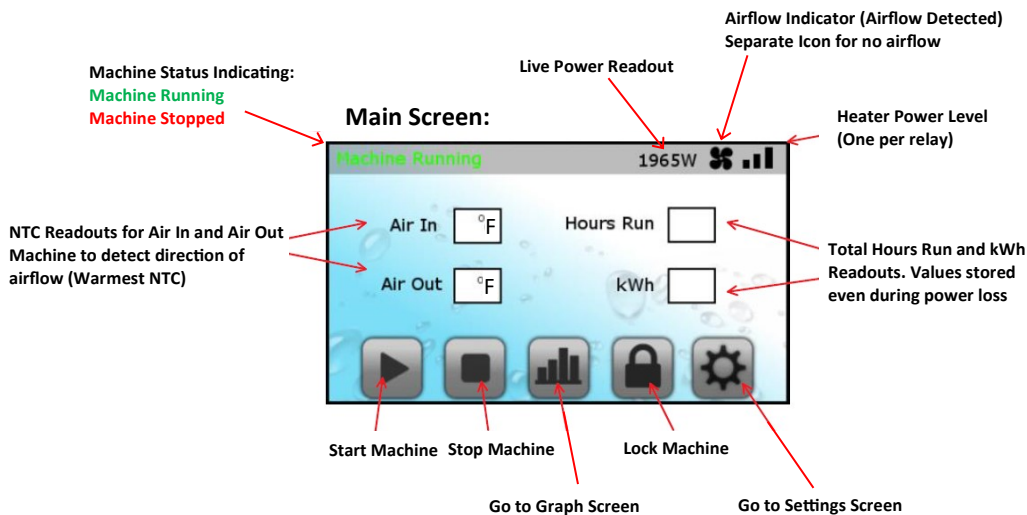 Airflow Indicator (Airflow Detected)
Separate Icon for no airflow
Live Power Readout
Machine Status Indicating:
Machine Running
Machine Stopped
Main Screen:
Heater Power Level
(One per relay)
Machine Running
1965W
Air In
°F
Hours Run
NTC Readouts for Air In and Air Out
Machine to detect direction of
airflow (Warmest NTC)
Total Hours Run and kWh
Readouts. Values stored
even during power loss
Air Out
°F
kWh
Start Machine
Stop Machine
Lock Machine
Go to Graph Screen
Go to Settings Screen